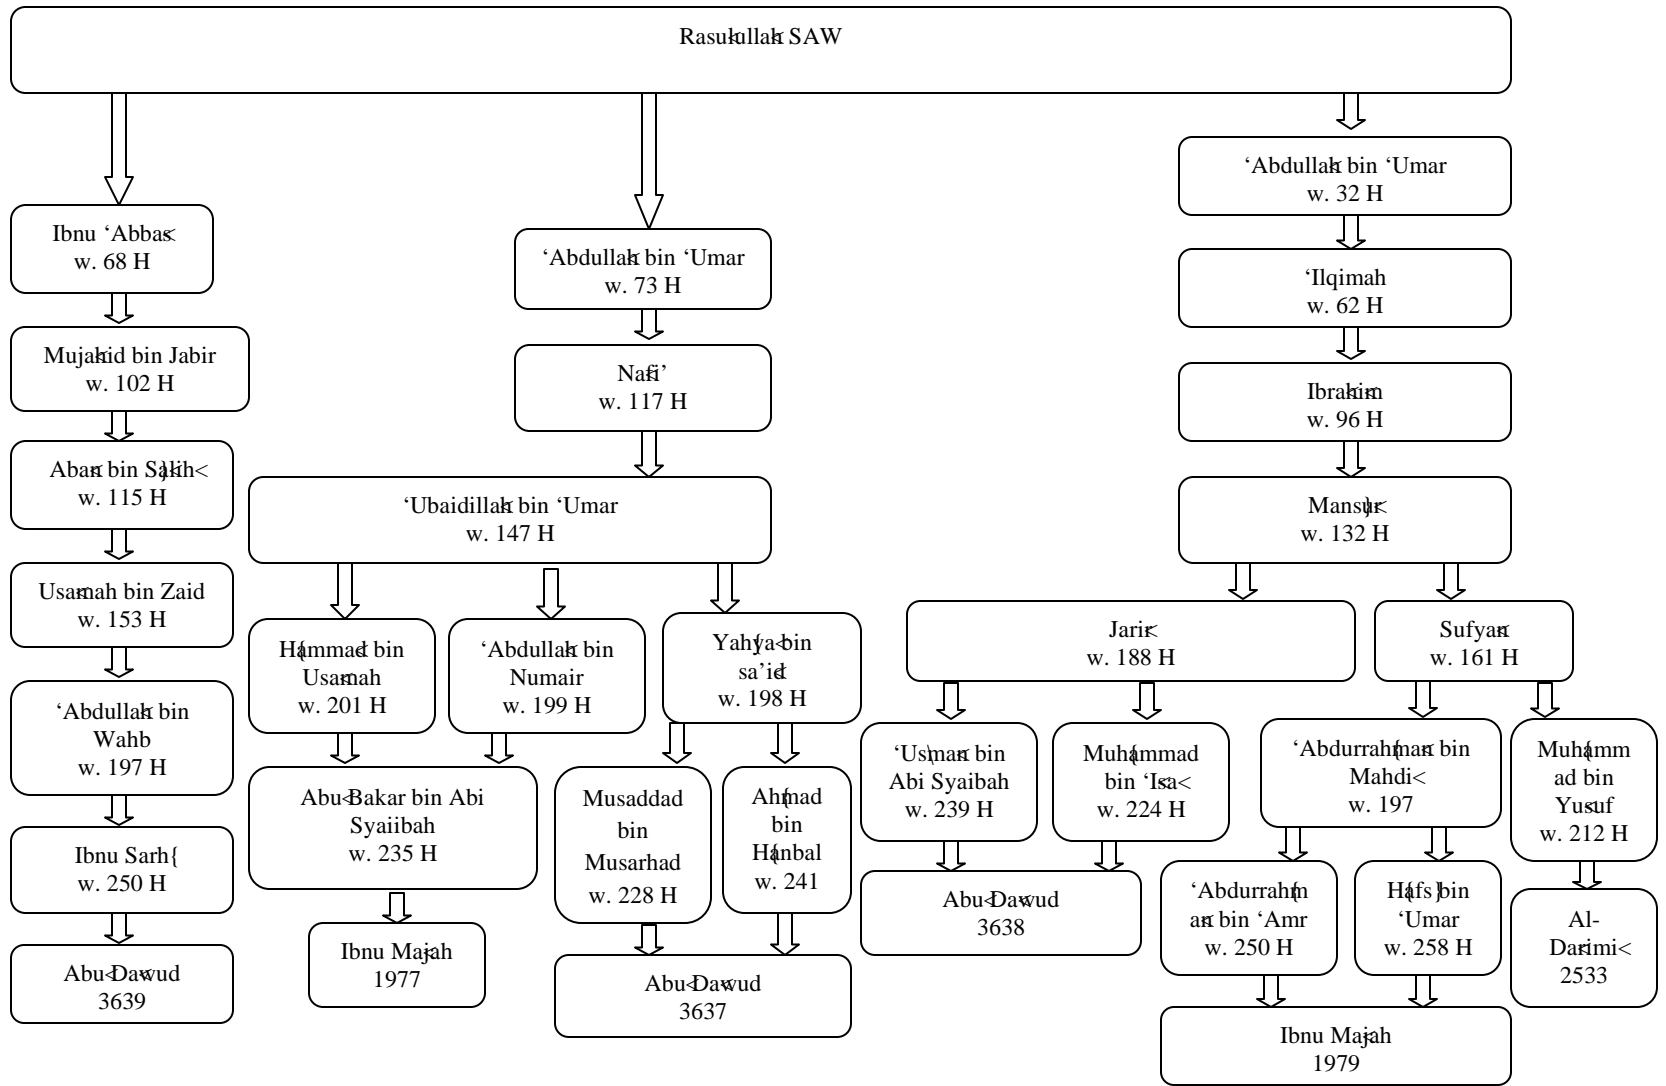 Rasulullah SAW
‘Abdullah bin ‘Umar
w. 32 H
Ibnu ‘Abbas
w. 68 H
‘Abdullah bin ‘Umar
w. 73 H
‘Ilqimah
w. 62 H
Mujahid bin Jabir
w. 102 H
Nafi’
w. 117 H
Ibrahim
w. 96 H
Aban bin Salih
w. 115 H
‘Ubaidillah bin ‘Umar
w. 147 H
Mansur
w. 132 H
Usamah bin Zaid
w. 153 H
Hammad bin
Usamah
w. 201 H
‘Abdullah bin
Numair
w. 199 H
Yahya bin
sa’id
w. 198 H
Jarir
w. 188 H
Sufyan
w. 161 H
‘Abdullah bin
Wahb
w. 197 H
Abu Bakar bin Abi
Syaiibah
w. 235 H
Musaddad
bin
Musarhad
w. 228 H
Ahmad
bin
Hanbal
w. 241
‘Usman bin
Abi Syaibah
w. 239 H
Muhammad
bin ‘Isa
w. 224 H
‘Abdurrahman bin
Mahdi
w. 197
Muhamm
ad bin
Yusuf
w. 212 H
Ibnu Sarh{
w. 250 H
Abu Dawud
3638
‘Abdurrahm
an bin ‘Amr
w. 250 H
Hafs bin
‘Umar
w. 258 H
Al-
Darimi
2533
Abu Dawud
3639
Ibnu Majah
1977
Abu Dawud
3637
Ibnu Majah
1979